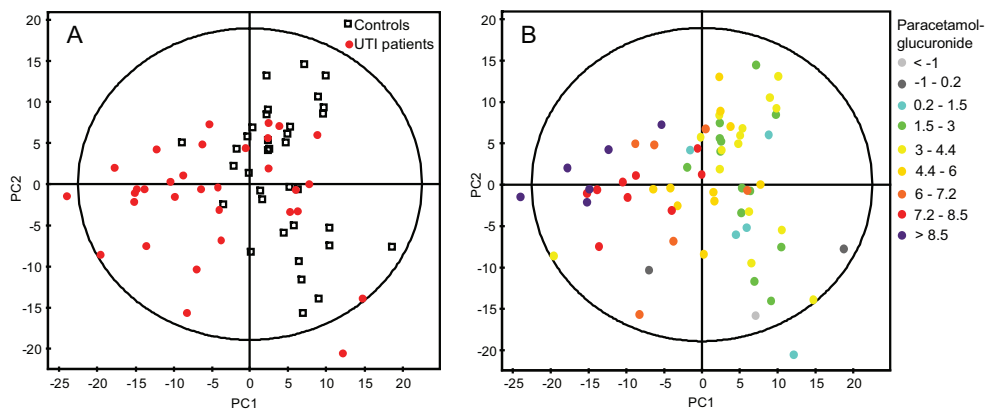 A
Controls
UTI patients
20
15
10
5
0
-5
-10
-15
-20
PC2
-25 -20 -15 -10 -5 0 5 10 15 20
PC1
B
20
15
10
5
0
-5
-10
-15
-20
PC2
-25 -20 -15 -10 -5 0 5 10 15 20
PC1
Paracetamol-
glucuronide
< -1
-1 - 0.2
0.2 - 1.5
1.5 - 3
3 - 4.4
4.4 - 6
6 - 7.2
7.2 - 8.5
> 8.5